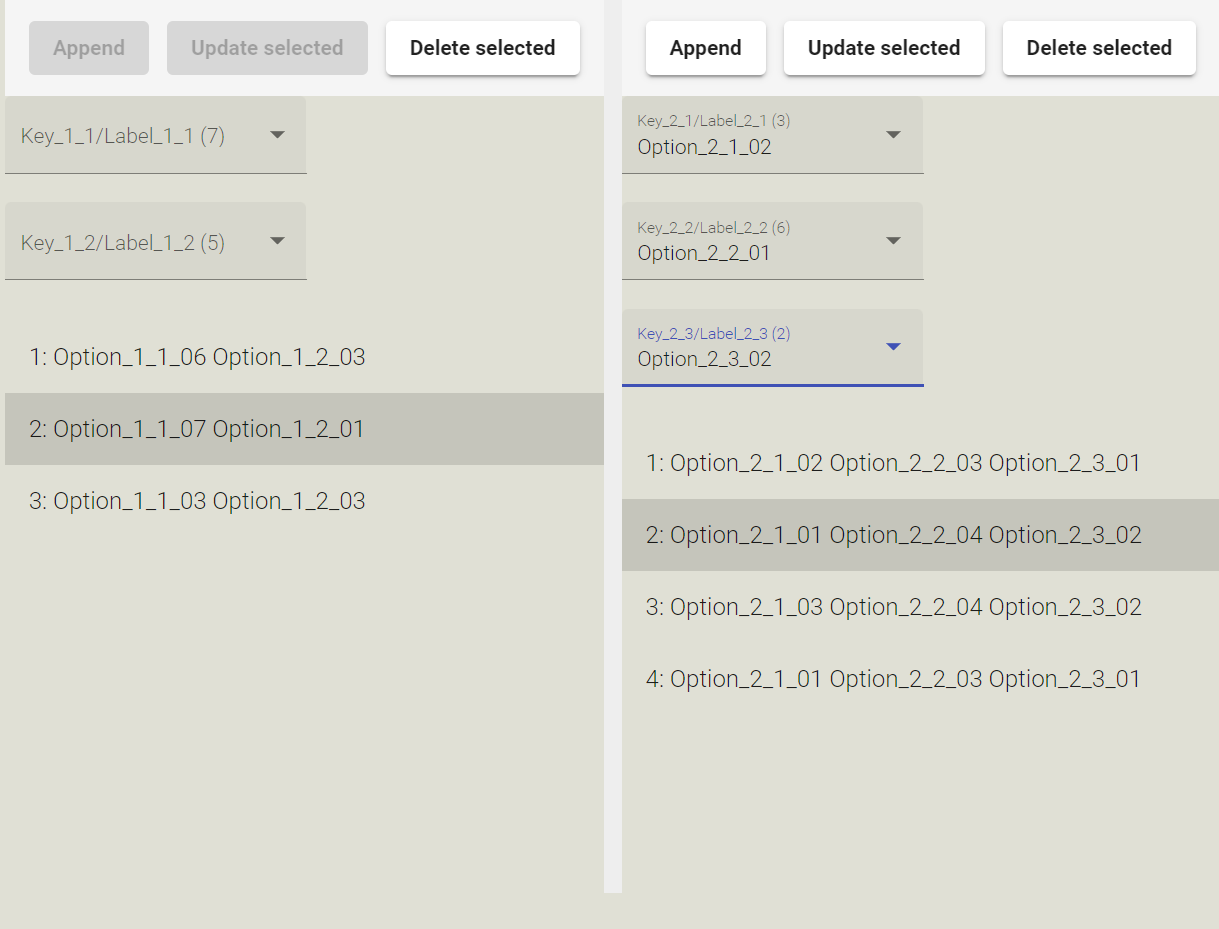 Append Update selected Delete selected
Key_1_1/Label_1_1 (7)
Key_1_2/Label_1_2 (5)
1: Option_1_1_06 Option_1_2_03
2: Option_1_1_07 Option_1_2_01
3: Option_1_1_03 Option_1_2_03
Append Update selected Delete selected
Key_2_1/Label_2_1 (3)
Option_2_1_02
Key_2_2/Label_2_2 (6)
Option_2_2_01
Key_2_3/Label_2_3 (2)
Option_2_3_02
1: Option_2_1_02 Option_2_2_03 Option_2_3_01
2: Option_2_1_01 Option_2_2_04 Option_2_3_02
3: Option_2_1_03 Option_2_2_04 Option_2_3_02
4: Option_2_1_01 Option_2_2_03 Option_2_3_01